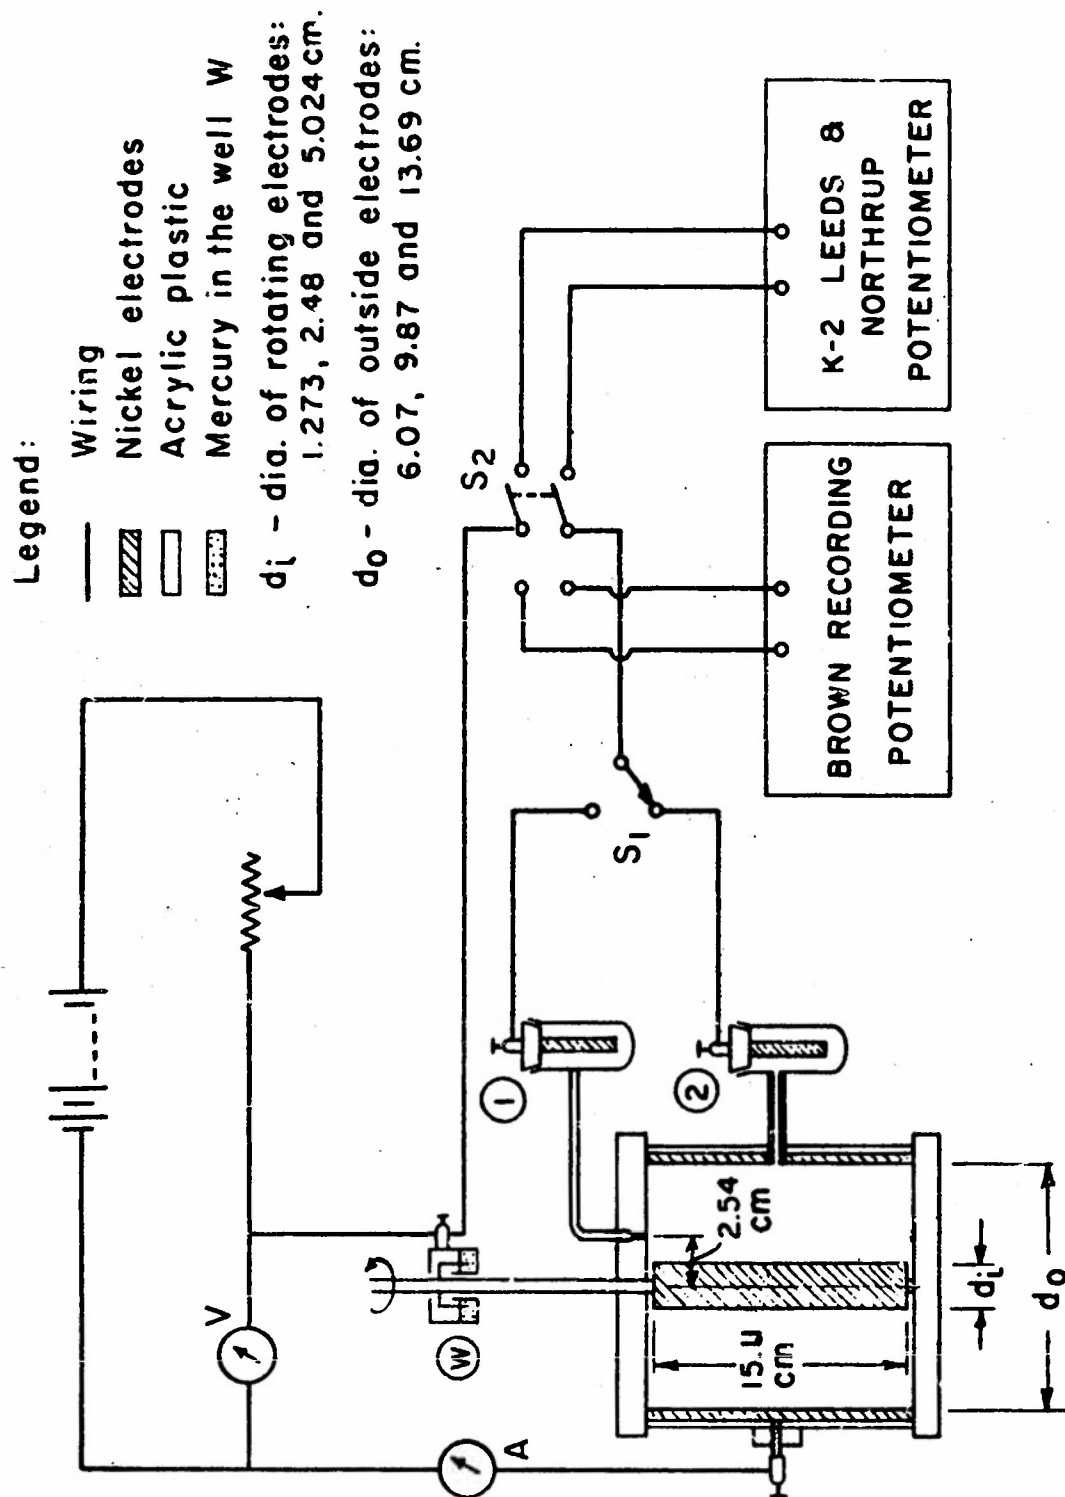 Legend:
Wiring
Nickel electrodes
Acrylic plastic
Mercury in the well W
di - dia. of rotating electrodes:
1.273, 2.48 and 5.024 cm.
do - dia. of outside electrodes:
6.07, 9.87 and 13.69 cm.
V
A
W
1
2
S1
S2
2.54
cm
cm
di
do
BROWN RECORDING
POTENTIOMETER
K-2 LEEDS &
NORTHRUP
POTENTIOMETER